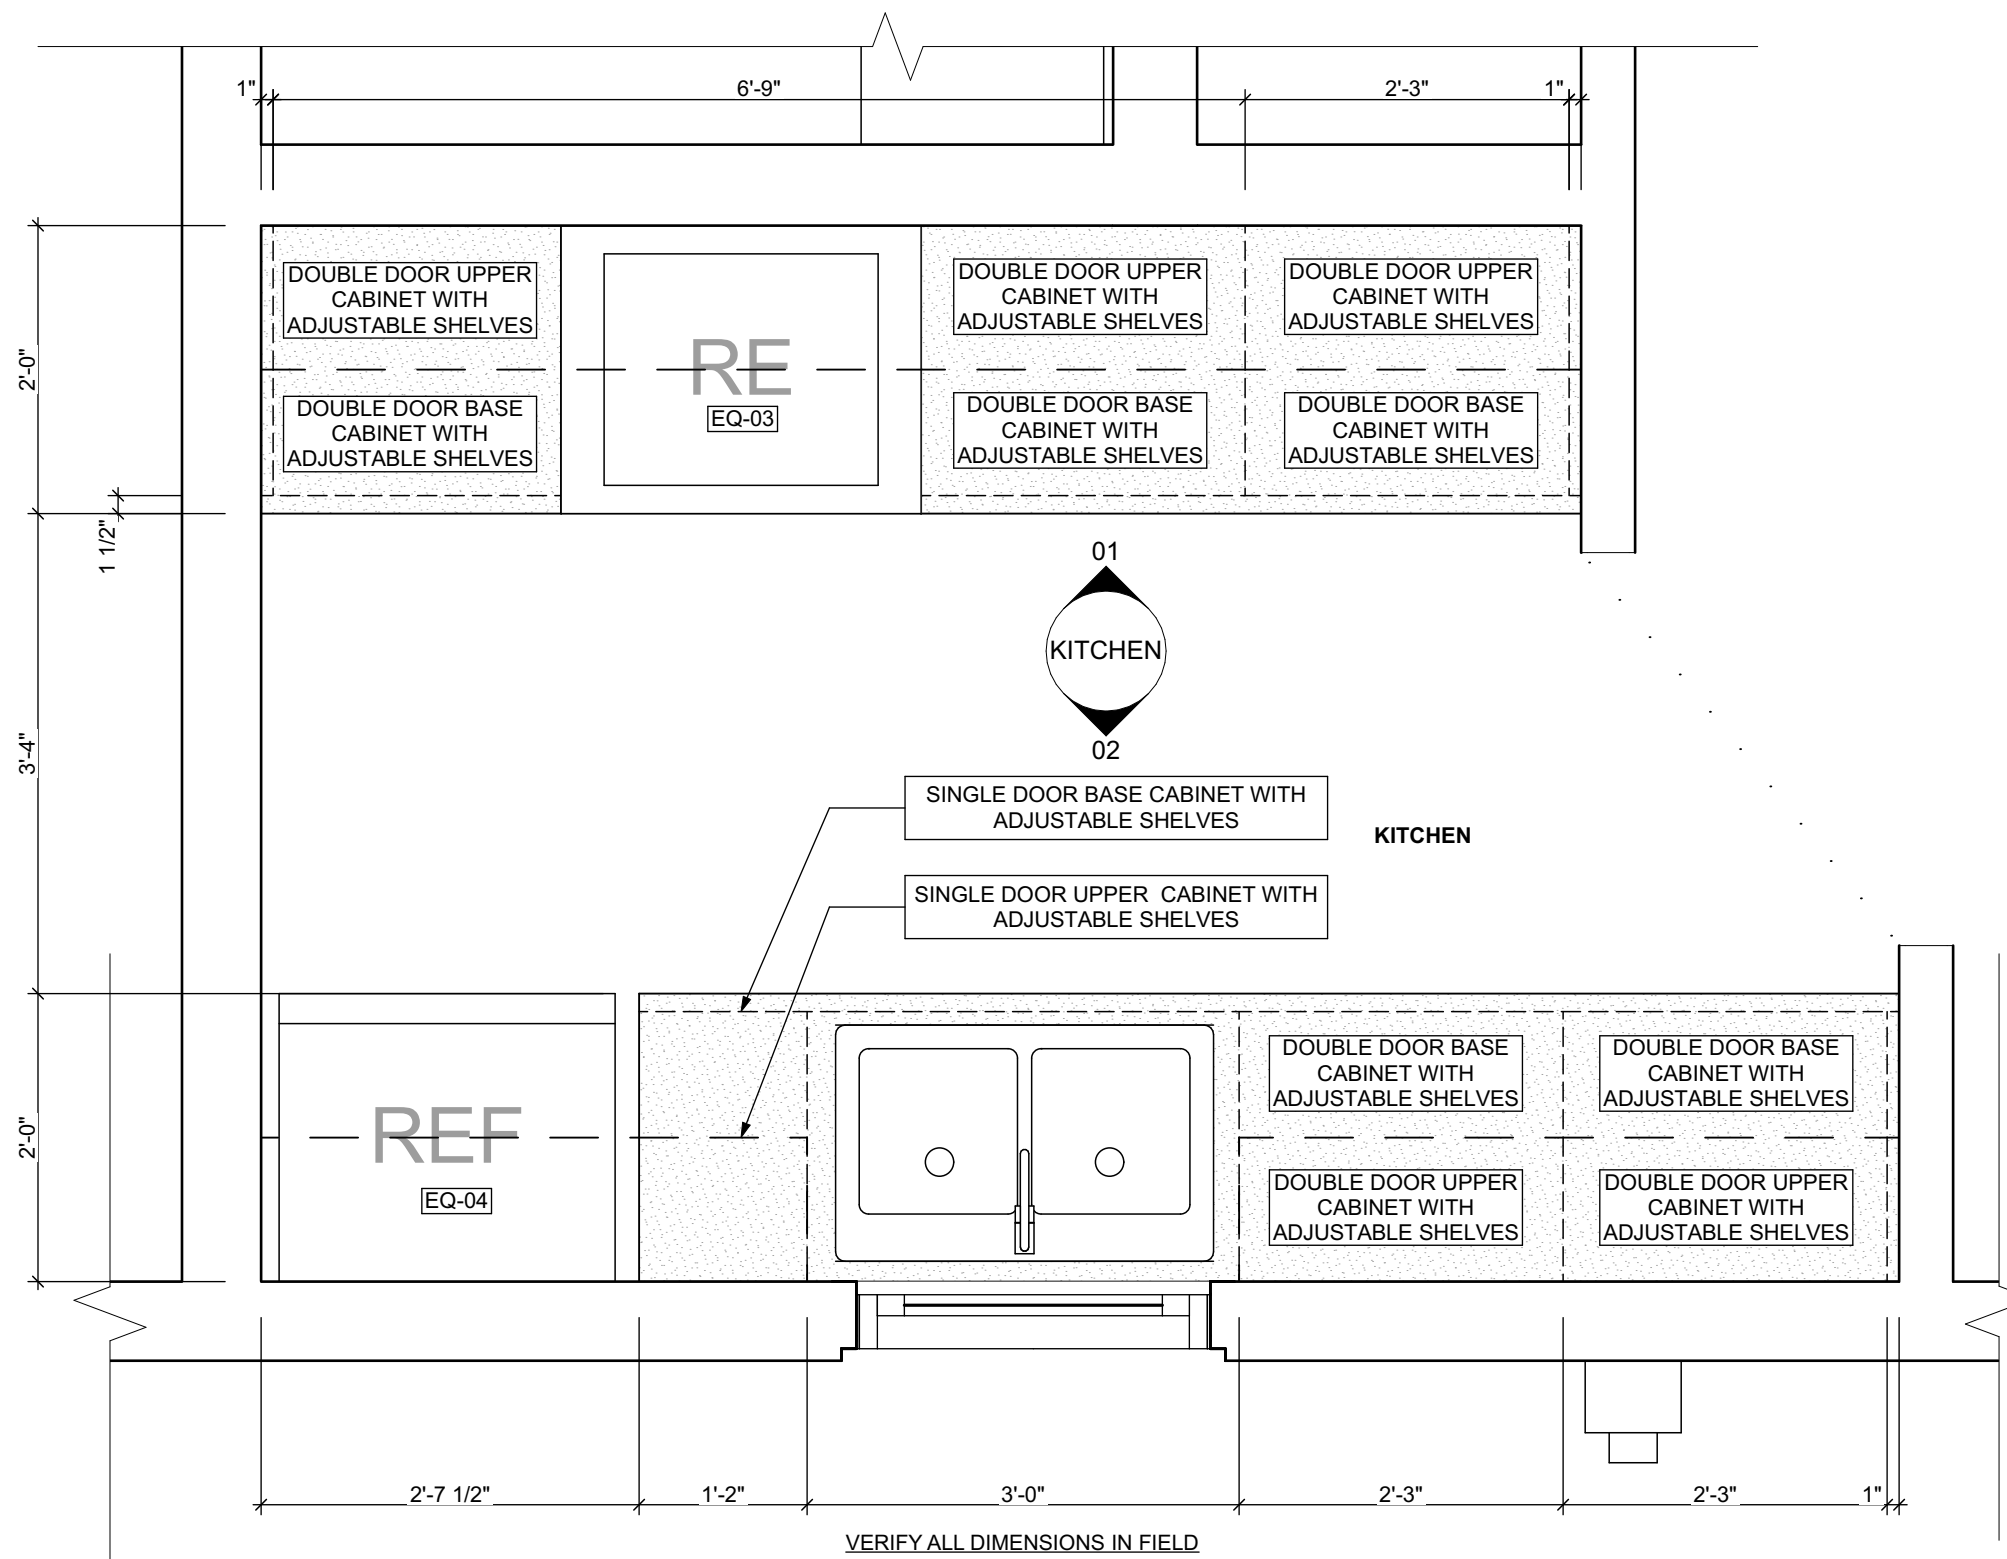 1" 6'-9" 2'-3" 1"
DOUBLE DOOR UPPER
CABINET WITH
ADJUSTABLE SHELVES
DOUBLE DOOR UPPER
CABINET WITH
ADJUSTABLE SHELVES
DOUBLE DOOR UPPER
CABINET WITH
ADJUSTABLE SHELVES
2'-0"
RE
EQ-03
DOUBLE DOOR BASE
CABINET WITH
ADJUSTABLE SHELVES
DOUBLE DOOR BASE
CABINET WITH
ADJUSTABLE SHELVES
DOUBLE DOOR BASE
CABINET WITH
ADJUSTABLE SHELVES
1 1/2"
01
KITCHEN
02
3'-4"
SINGLE DOOR BASE CABINET WITH
ADJUSTABLE SHELVES
KITCHEN
SINGLE DOOR UPPER CABINET WITH
ADJUSTABLE SHELVES
2'-0"
REF
EQ-04
DOUBLE DOOR BASE
CABINET WITH
ADJUSTABLE SHELVES
DOUBLE DOOR BASE
CABINET WITH
ADJUSTABLE SHELVES
DOUBLE DOOR UPPER
CABINET WITH
ADJUSTABLE SHELVES
DOUBLE DOOR UPPER
CABINET WITH
ADJUSTABLE SHELVES
2'-7 1/2" 1'-2" 3'-0" 2'-3" 2'-3" 1"
VERIFY ALL DIMENSIONS IN FIELD